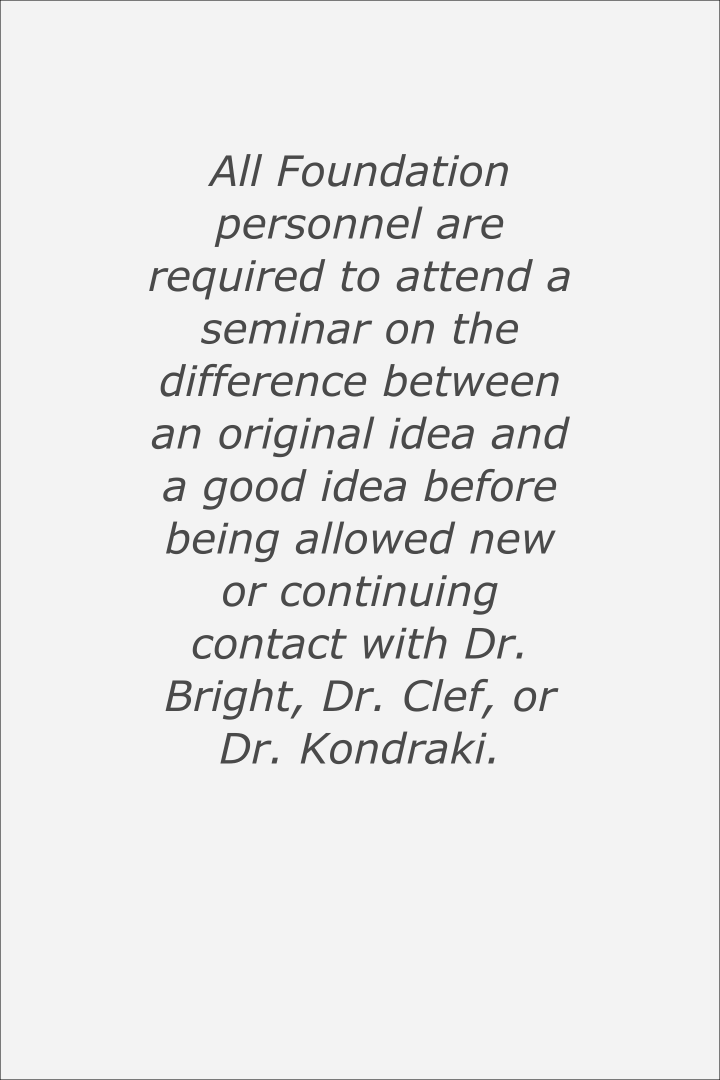 All Foundation
personnel are
required to attend a
seminar on the
difference between
an original idea and
a good idea before
being allowed new
or continuing
contact with Dr.
Bright, Dr. Clef, or
Dr. Kondraki.